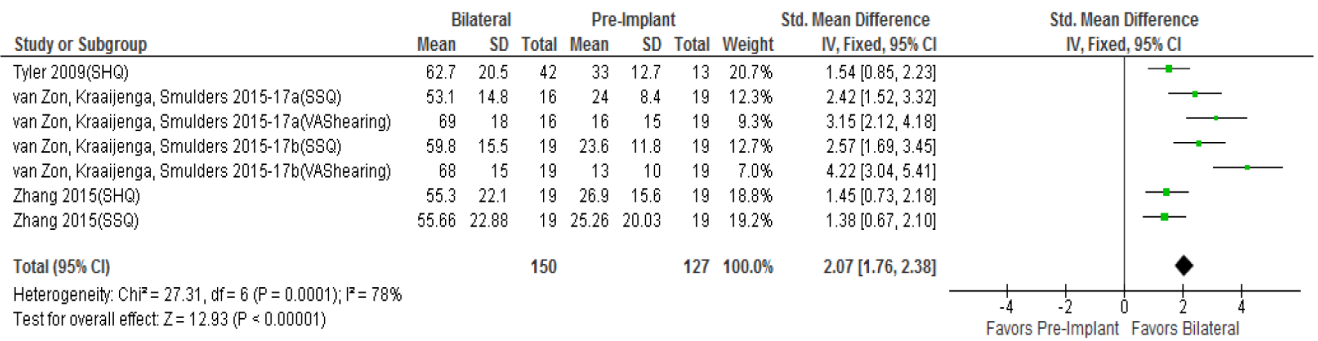 Bilateral Pre-Implant Std. Mean Difference Std. Mean Difference
Study or Subgroup Mean SD Total Mean SD Total Weight IV, Fixed, 95% CI IV, Fixed, 95% CI
Tyler 2009(SHQ) 62.7 20.5 42 33 12.7 13 20.7% 1.54 [0.85, 2.23]
van Zon, Kraaijenga, Smulders 2015-17a(SSQ) 53.1 14.8 16 24 8.4 19 12.3% 2.42 [1.52, 3.32]
van Zon, Kraaijenga, Smulders 2015-17a(VAShearing) 69 18 16 16 15 19 9.3% 3.15 [2.12, 4.18]
van Zon, Kraaijenga, Smulders 2015-17b(SSQ) 59.8 15.5 19 23.6 11.8 19 12.7% 2.57 [1.69, 3.45]
van Zon, Kraaijenga, Smulders 2015-17b(VAShearing) 68 15 19 13 10 19 7.0% 4.22 [3.04, 5.41]
Zhang 2015(SHQ) 55.3 22.1 19 26.9 15.6 19 18.8% 1.45 [0.73, 2.18]
Zhang 2015(SSQ) 55.66 22.88 19 25.26 20.03 19 19.2% 1.38 [0.67, 2.10]
Total (95% CI) 150 127 100.0% 2.07 [1.76, 2.38]
Heterogeneity: Chi² = 27.31, df = 6 (P = 0.0001); I² = 78%
Test for overall effect: Z = 12.93 (P < 0.00001)
-4 -2 0 2 4
Favors Pre-Implant Favors Bilateral